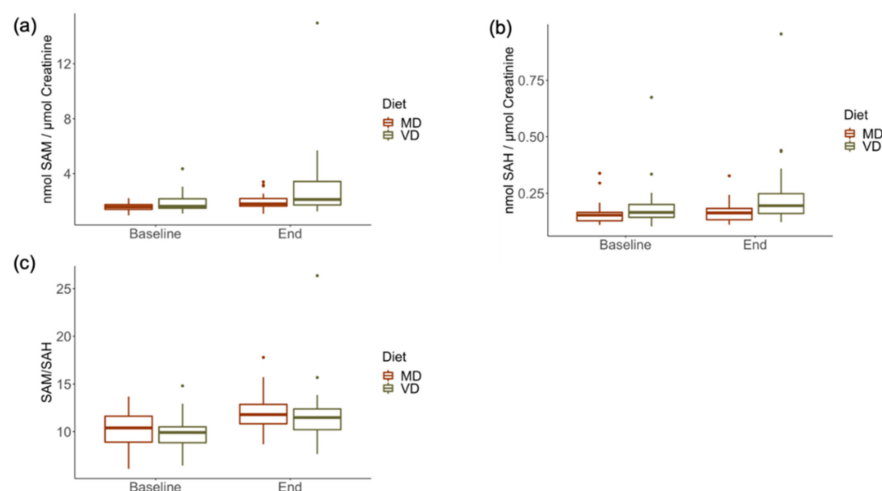 (a)
nmol SAM / μmol Creatinine
12
8
4
Baseline
End
Diet
MD
VD
(b)
nmol SAH / μmol Creatinine
0.75
0.50
0.25
Baseline
End
Diet
MD
VD
(c)
SAM/SAH
25
20
15
10
Baseline
End
Diet
MD
VD